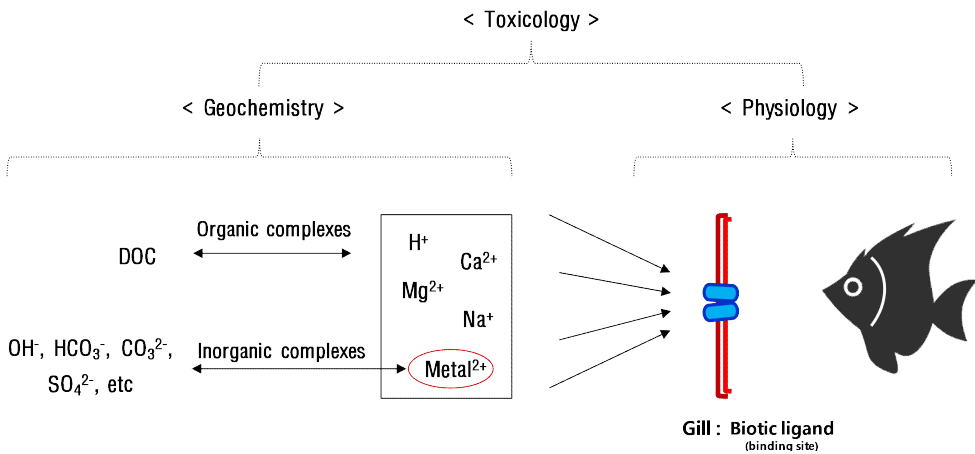 < Toxicology >
< Geochemistry >
< Physiology >
Organic complexes
DOC
H⁺
Ca²⁺
Mg²⁺
Na⁺
OH⁻, HCO₃⁻, CO₃²⁻,
SO₄²⁻, etc
Inorganic complexes
Metal²⁺
Gill : Biotic ligand
(binding site)